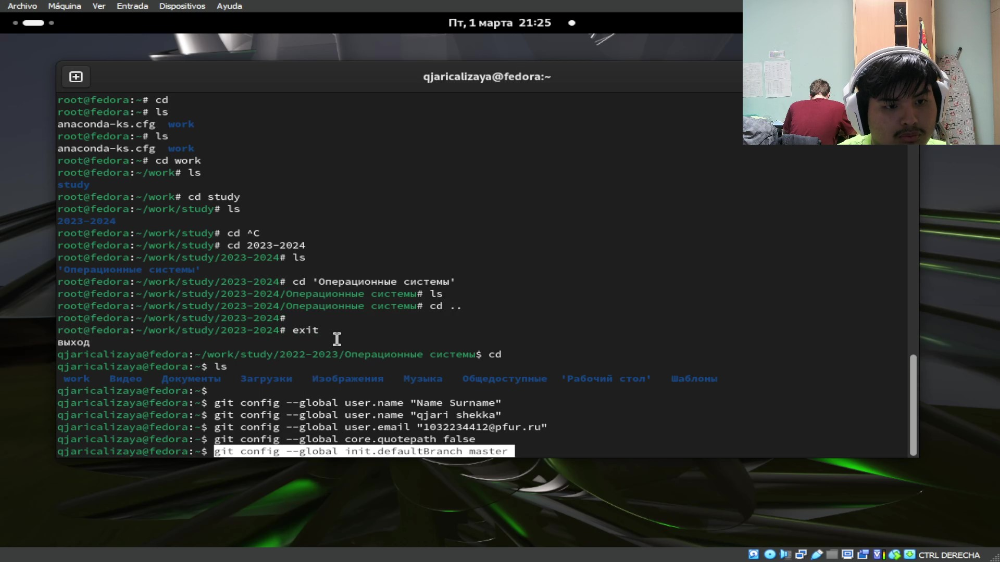 Archivo Máquina Ver Entrada Dispositivos Ayuda
Пт, 1 марта 21:25
qjaricalizaya@fedora:~
root@fedora:~# cd
root@fedora:~# ls
anaconda-ks.cfg work
root@fedora:~# ls
anaconda-ks.cfg work
root@fedora:~# cd work
root@fedora:~/work# ls
study
root@fedora:~/work# cd study
root@fedora:~/work/study# ls
2023-2024
root@fedora:~/work/study# cd ^C
root@fedora:~/work/study# cd 2023-2024
root@fedora:~/work/study/2023-2024# ls
'Операционные системы'
root@fedora:~/work/study/2023-2024# cd 'Операционные системы'
root@fedora:~/work/study/2023-2024/Операционные системы# ls
root@fedora:~/work/study/2023-2024/Операционные системы# cd ..
root@fedora:~/work/study/2023-2024#
root@fedora:~/work/study/2023-2024# exit
выход
qjaricalizaya@fedora:~/work/study/2022-2023/Операционные системы$ cd
qjaricalizaya@fedora:~$ ls
work Видео Документы Загрузки Изображения Музыка Общедоступные 'Рабочий стол' Шаблоны
qjaricalizaya@fedora:~$
qjaricalizaya@fedora:~$ git config --global user.name "Name Surname"
qjaricalizaya@fedora:~$ git config --global user.name "qjari shekka"
qjaricalizaya@fedora:~$ git config --global user.email "1032234412@pfur.ru"
qjaricalizaya@fedora:~$ git config --global core.quotepath false
qjaricalizaya@fedora:~$ git config --global init.defaultBranch master
CTRL DERECHA